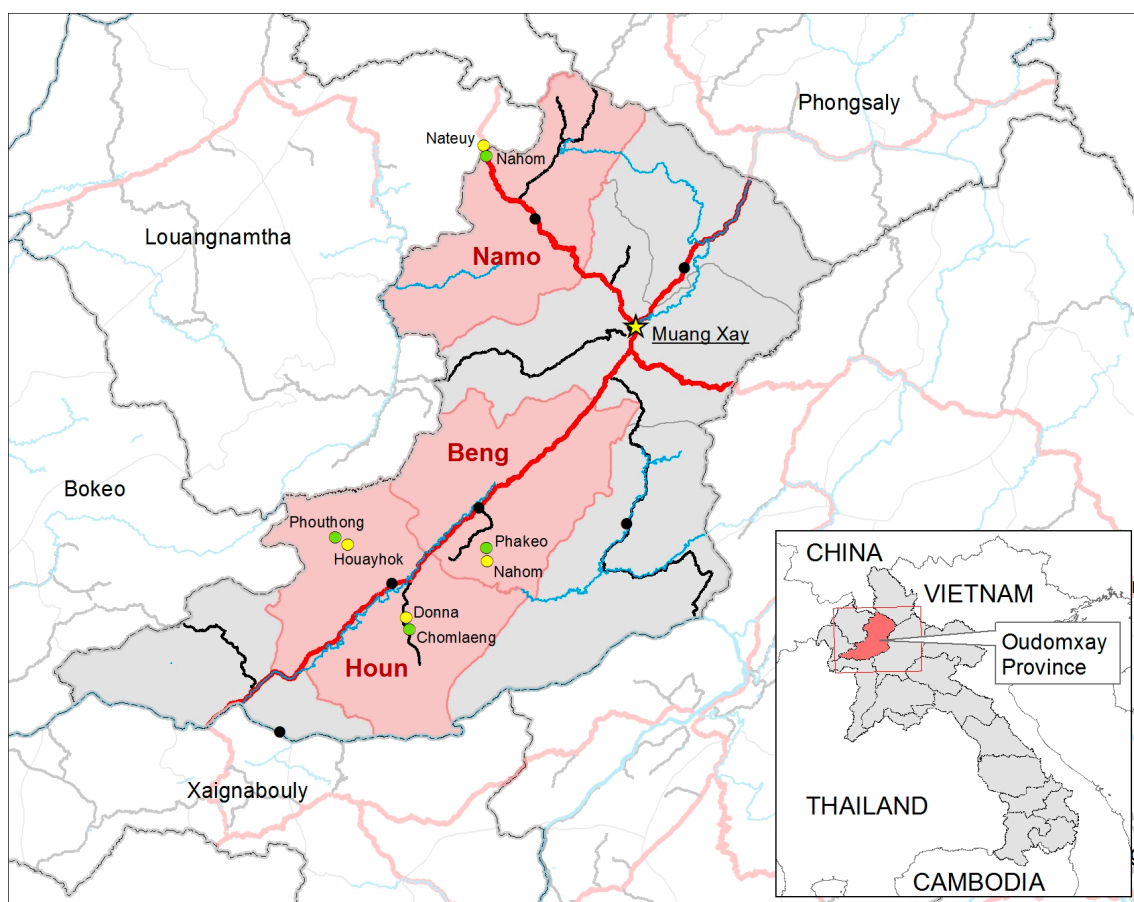 Phongsaly
Nateuy
Nahom
Louangnamtha
Namo
Muang Xay
Beng
Bokeo
Phouthong
Houayhok
Phakeo
Nahom
Donna
Chomlaeng
Houn
Xaignabouly
CHINA
VIETNAM
Oudomxay
Province
THAILAND
CAMBODIA